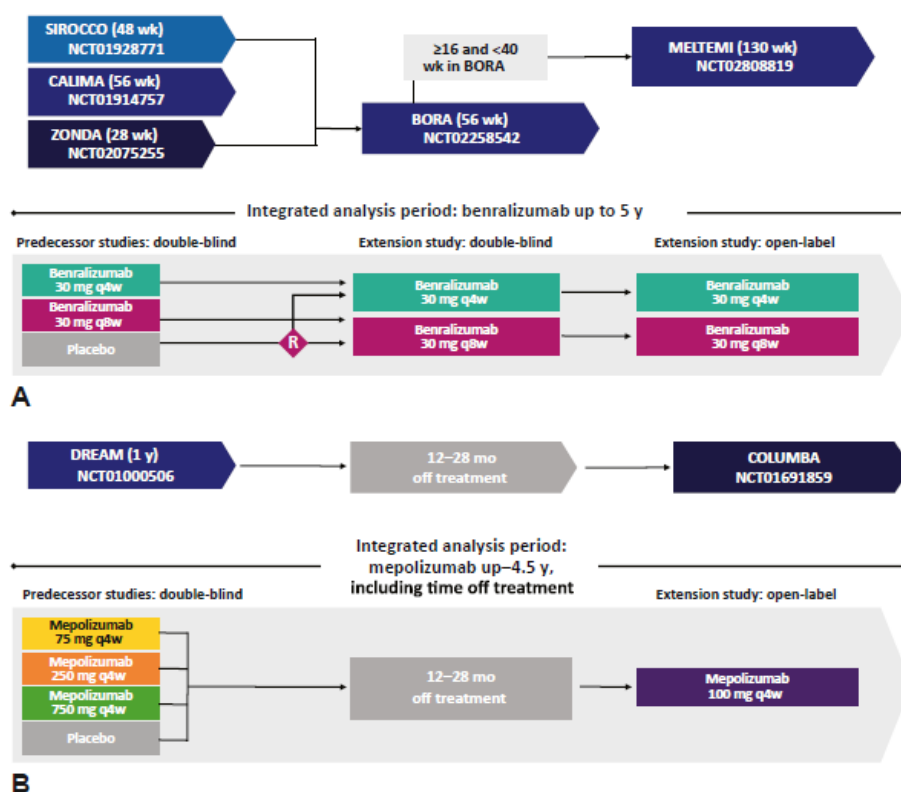 SIROCCO (48 wk)
NCT01928771
CALIMA (56 wk)
NCT01914757
ZONDA (28 wk)
NCT02075255
≥16 and <40
wk in BORA
BORA (56 wk)
NCT02258542
MELTEMI (130 wk)
NCT02808819
Integrated analysis period: benralizumab up to 5 y
Predecessor studies: double-blind
Extension study: double-blind
Extension study: open-label
Benralizumab
30 mg q4w
Benralizumab
30 mg q8w
Placebo
R
Benralizumab
30 mg q4w
Benralizumab
30 mg q8w
Benralizumab
30 mg q4w
Benralizumab
30 mg q8w
A
DREAM (1 y)
NCT01000506
12–28 mo
off treatment
COLUMBA
NCT01691859
Integrated analysis period:
mepolizumab up–4.5 y,
including time off treatment
Predecessor studies: double-blind
Extension study: open-label
Mepolizumab
75 mg q4w
Mepolizumab
250 mg q4w
Mepolizumab
750 mg q4w
Placebo
12–28 mo
off treatment
Mepolizumab
100 mg q4w
B